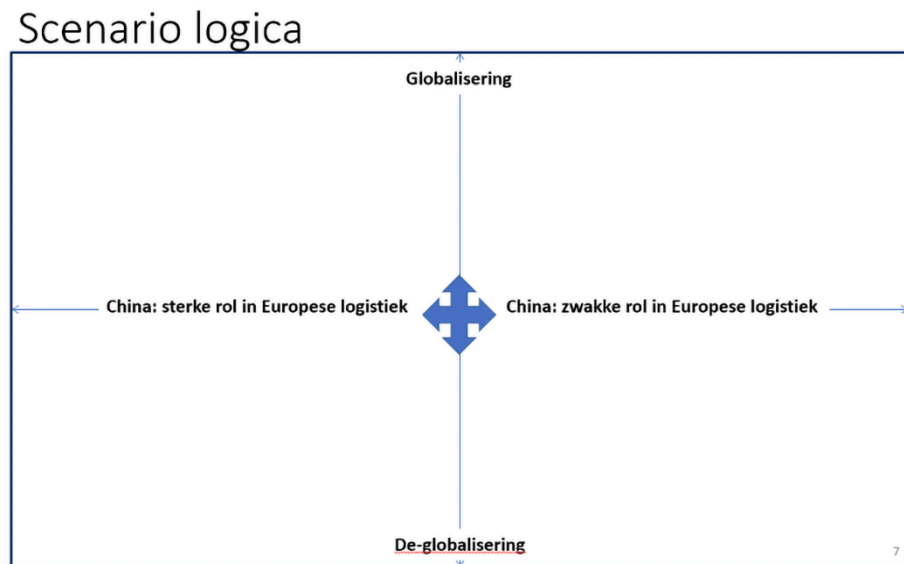 Scenario logica
Globalisering
China: sterke rol in Europese logistiek
China: zwakke rol in Europese logistiek
De-globalisering
7